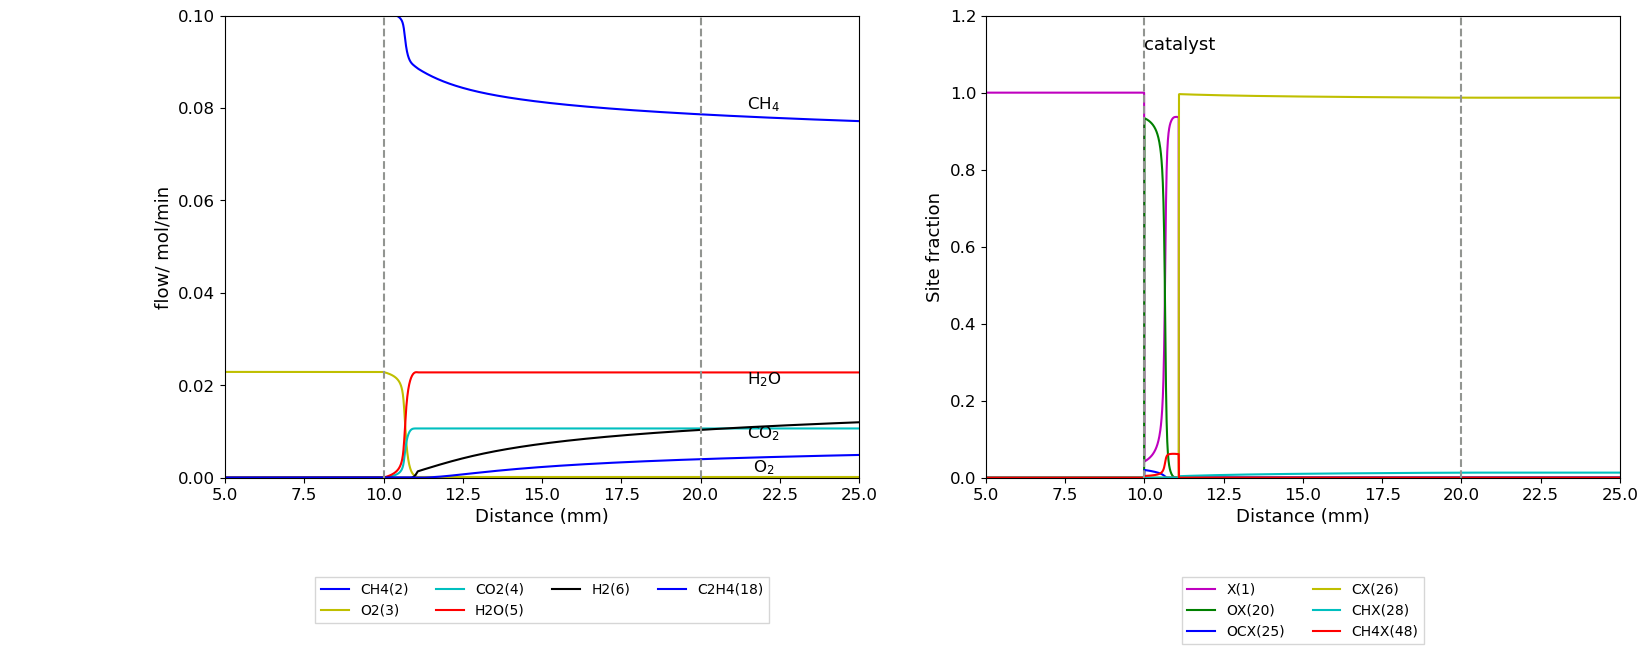 0.10
0.08
0.06
0.04
0.02
0.00
flow/ mol/min
CH₄
H₂O
CO₂
O₂
5.0 7.5 10.0 12.5 15.0 17.5 20.0 22.5 25.0
Distance (mm)
CH4(2) CO2(4) H2(6) C2H4(18)
O2(3) H2O(5)
1.2
1.0
0.8
0.6
0.4
0.2
0.0
Site fraction
catalyst
5.0 7.5 10.0 12.5 15.0 17.5 20.0 22.5 25.0
Distance (mm)
X(1) CX(26)
OX(20) CHX(28)
OCX(25) CH4X(48)